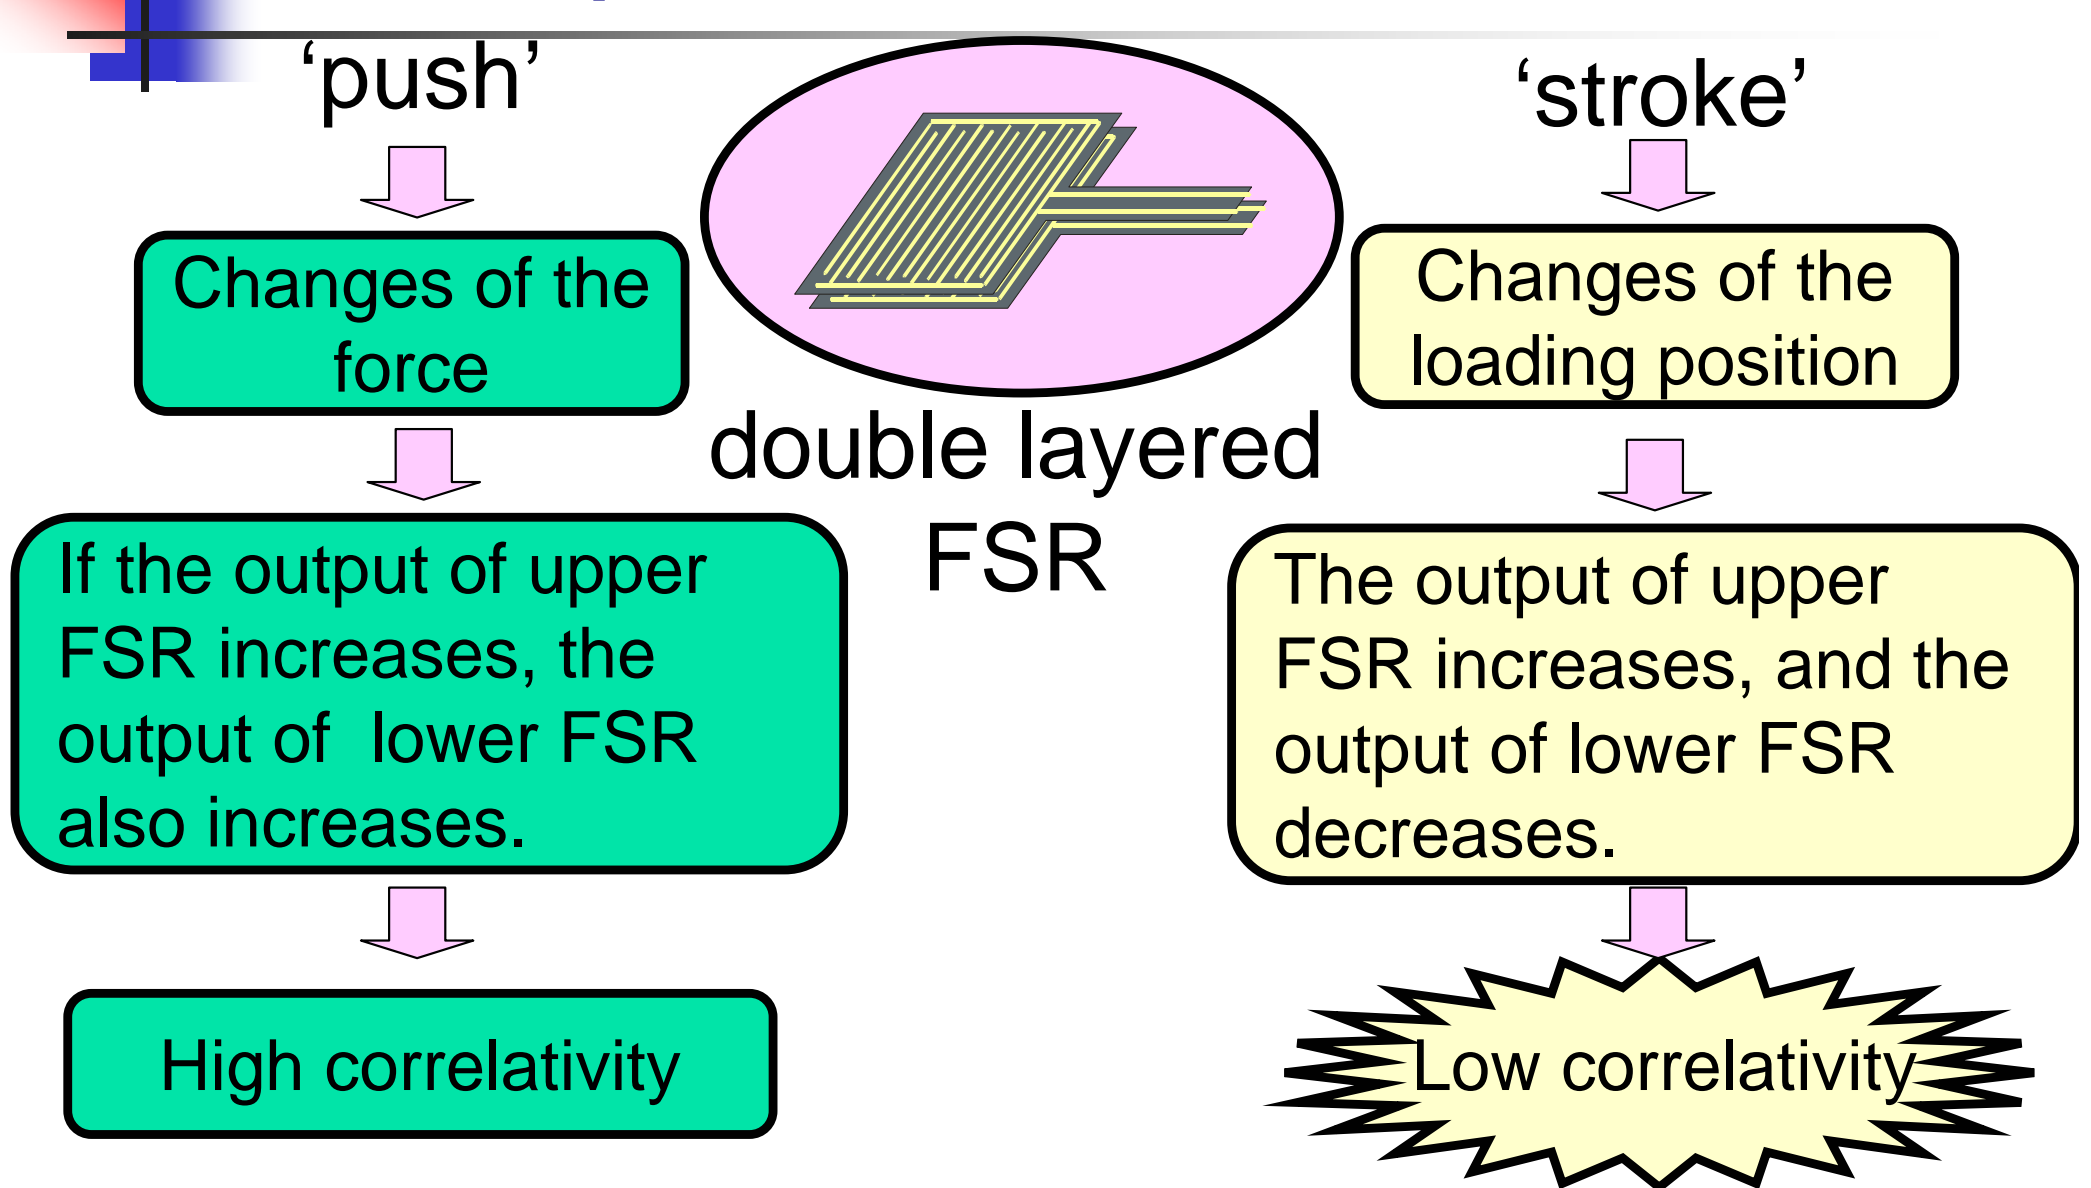 ‘push’
Changes of the
force
If the output of upper
FSR increases, the
output of lower FSR
also increases.
High correlativity
double layered
FSR
‘stroke’
Changes of the
loading position
The output of upper
FSR increases, and the
output of lower FSR
decreases.
Low correlativity